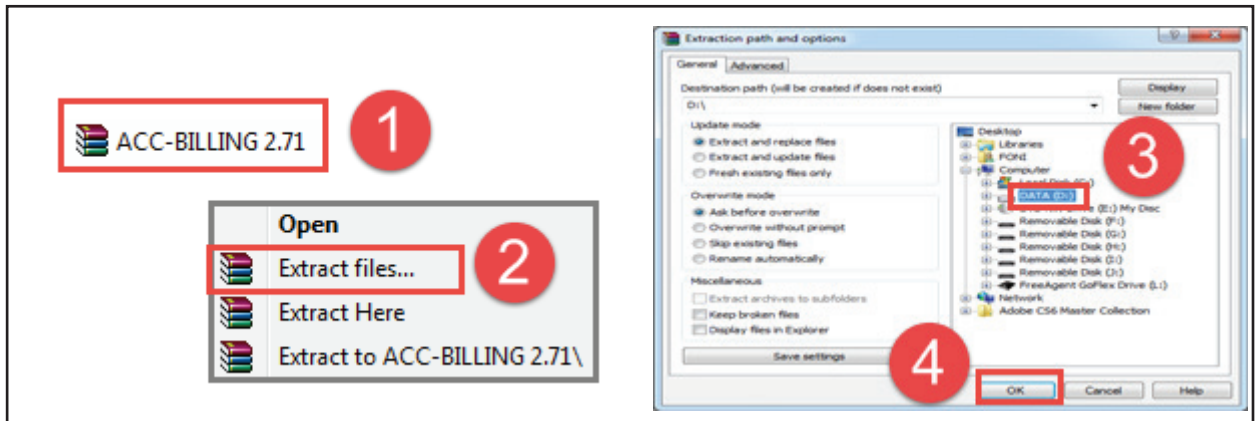 ACC-BILLING 2.71
1
Open
Extract files...
2
Extract Here
Extract to ACC-BILLING 2.71\
Extraction path and options
General Advanced
Destination path (will be created if does not exist)
Display
D:\
New folder
Update mode
Extract and replace files
Extract and update files
Fresh existing files only
Overwrite mode
Ask before overwrite
Overwrite without prompt
Skip existing files
Rename automatically
Miscellaneous
Extract archives to subfolders
Keep broken files
Display files in Explorer
Save settings
Desktop
Libraries
PONI
Computer
Local Disk (C:)
DATA (D:)
(E:) My Disc
Removable Disk (F:)
Removable Disk (G:)
Removable Disk (H:)
Removable Disk (I:)
Removable Disk (J:)
FreeAgent GoFlex Drive (L:)
Network
Adobe CS6 Master Collection
3
4
OK Cancel Help